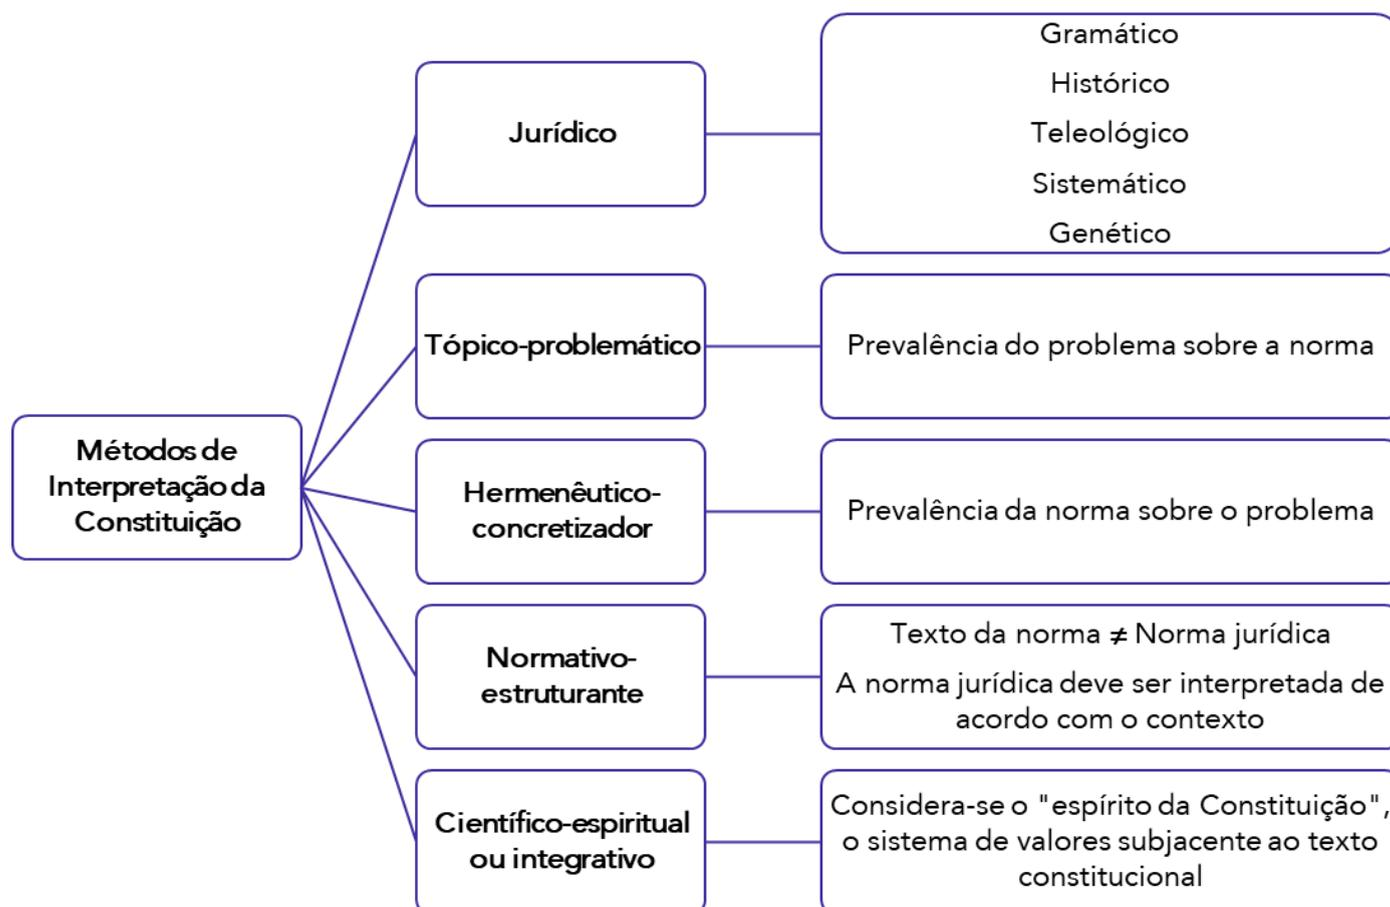 Métodos de
Interpretação da
Constituição
Jurídico
Gramático
Histórico
Teleológico
Sistemático
Genético
Tópico-problemático
Prevalência do problema sobre a norma
Hermenêutico-
concretizador
Prevalência da norma sobre o problema
Normativo-
estruturante
Texto da norma ≠ Norma jurídica
A norma jurídica deve ser interpretada de
acordo com o contexto
Científico-espiritual
ou integrativo
Considera-se o "espírito da Constituição",
o sistema de valores subjacente ao texto
constitucional